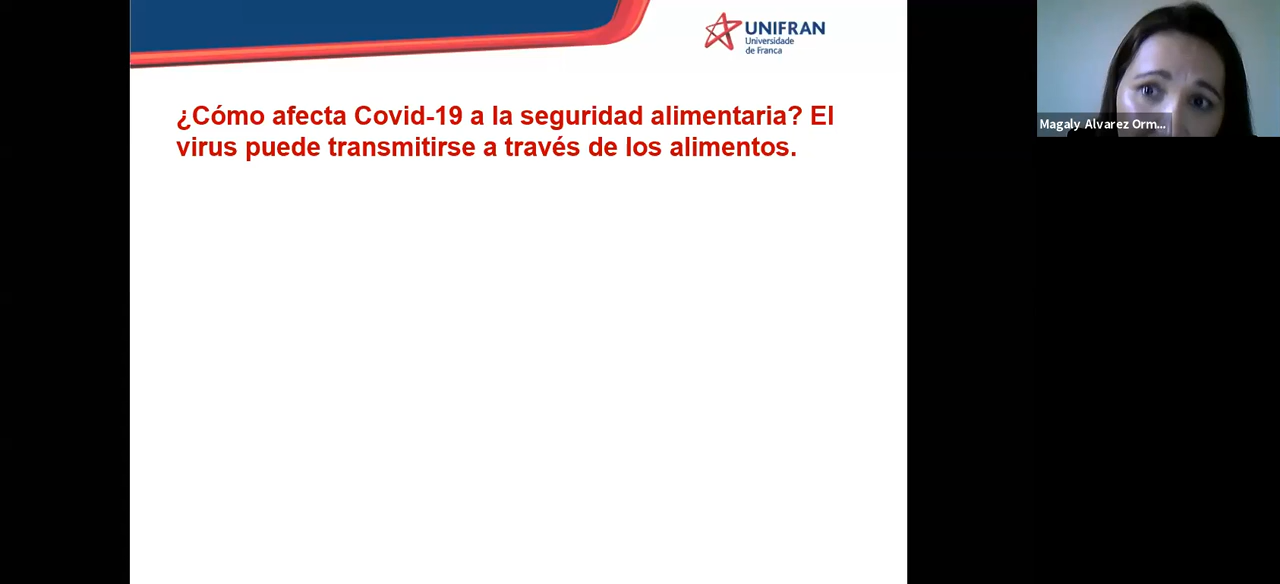 UNIFRAN
Universidade
de Franca
¿Cómo afecta Covid-19 a la seguridad alimentaria? El
virus puede transmitirse a través de los alimentos.
Magaly Alvarez Orm...